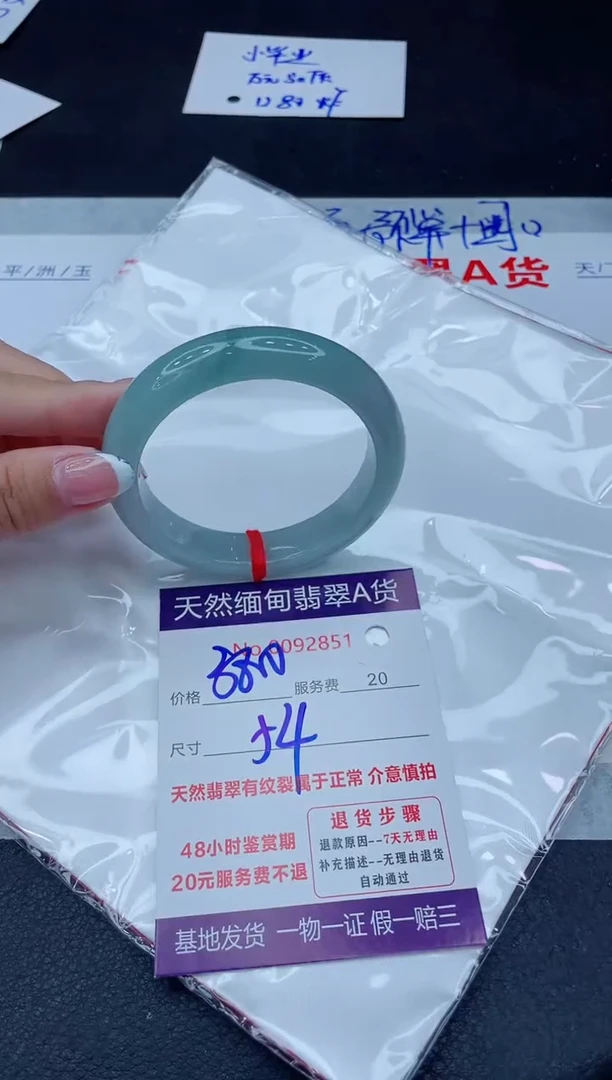 平/洲/玉
A货
天然缅甸翡翠A货
No.0092851
价格 服务费 20
尺寸 54
天然翡翠有纹裂属于正常 介意慎拍
48小时鉴赏期
20元服务费不退
退货步骤
退款原因--7天无理由
补充描述--无理由退货
自动通过
基地发货 一物一证 假一赔三